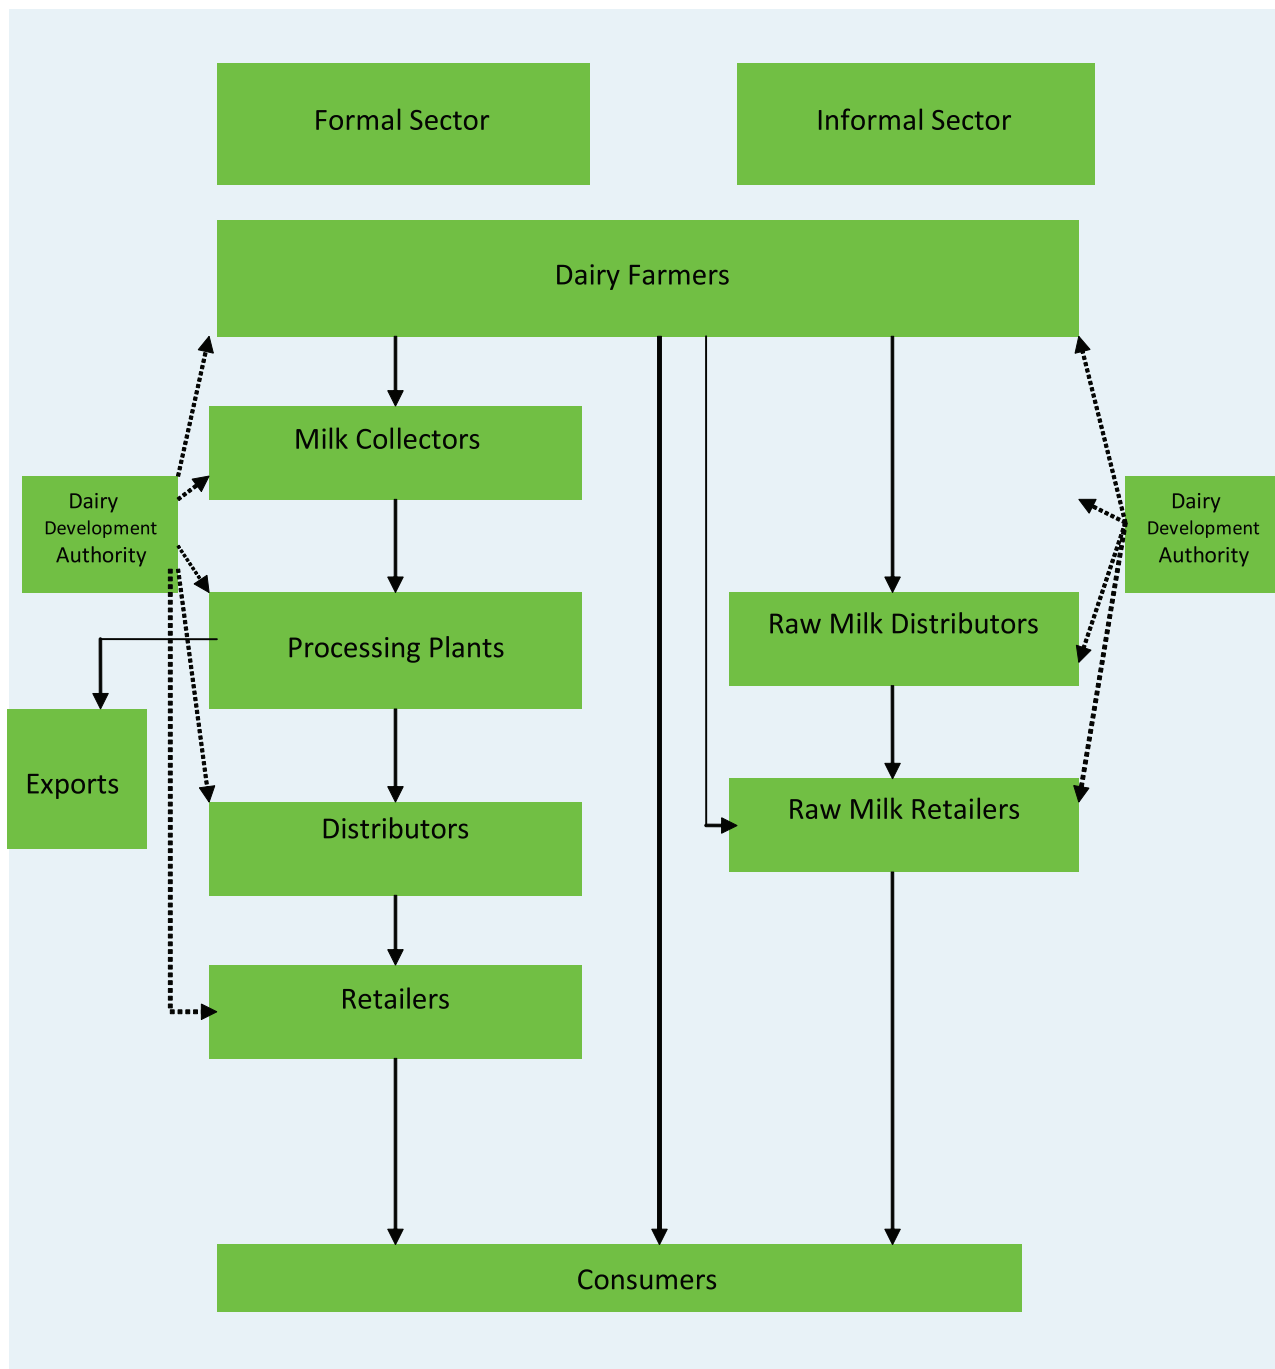 Formal Sector
Informal Sector
Dairy Farmers
Milk Collectors
Dairy
Development
Authority
Dairy
Development
Authority
Raw Milk Distributors
Processing Plants
Exports
Raw Milk Retailers
Distributors
Retailers
Consumers